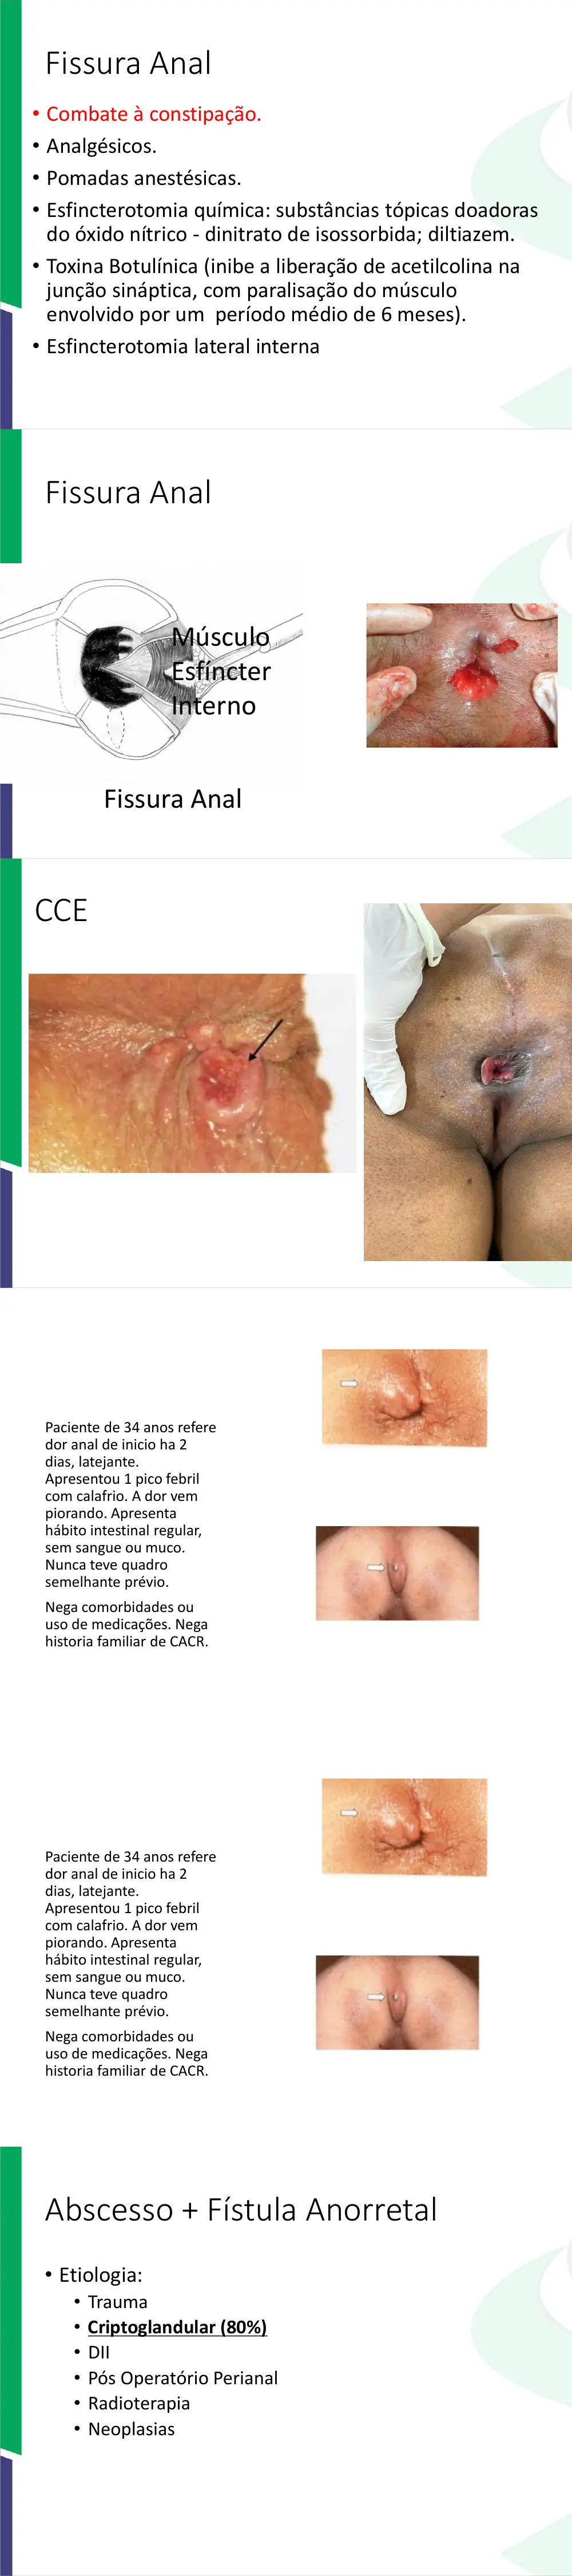 Fissura Anal
• Combate à constipação.
• Analgésicos.
• Pomadas anestésicas.
• Esfincterotomia química: substâncias tópicas doadoras
do óxido nítrico - dinitrato de isossorbida; diltiazem.
• Toxina Botulínica (inibe a liberação de acetilcolina na
junção sináptica, com paralisação do músculo
envolvido por um período médio de 6 meses).
• Esfincterotomia lateral interna
Fissura Anal
Músculo
Esfíncter
Interno
Fissura Anal
CCE
Paciente de 34 anos refere
dor anal de inicio ha 2
dias, latejante.
Apresentou 1 pico febril
com calafrio. A dor vem
piorando. Apresenta
hábito intestinal regular,
sem sangue ou muco.
Nunca teve quadro
semelhante prévio.
Nega comorbidades ou
uso de medicações. Nega
historia familiar de CACR.
Paciente de 34 anos refere
dor anal de inicio ha 2
dias, latejante.
Apresentou 1 pico febril
com calafrio. A dor vem
piorando. Apresenta
hábito intestinal regular,
sem sangue ou muco.
Nunca teve quadro
semelhante prévio.
Nega comorbidades ou
uso de medicações. Nega
historia familiar de CACR.
Abscesso + Fístula Anorretal
• Etiologia:
• Trauma
• Criptoglandular (80%)
• DII
• Pós Operatório Perianal
• Radioterapia
• Neoplasias